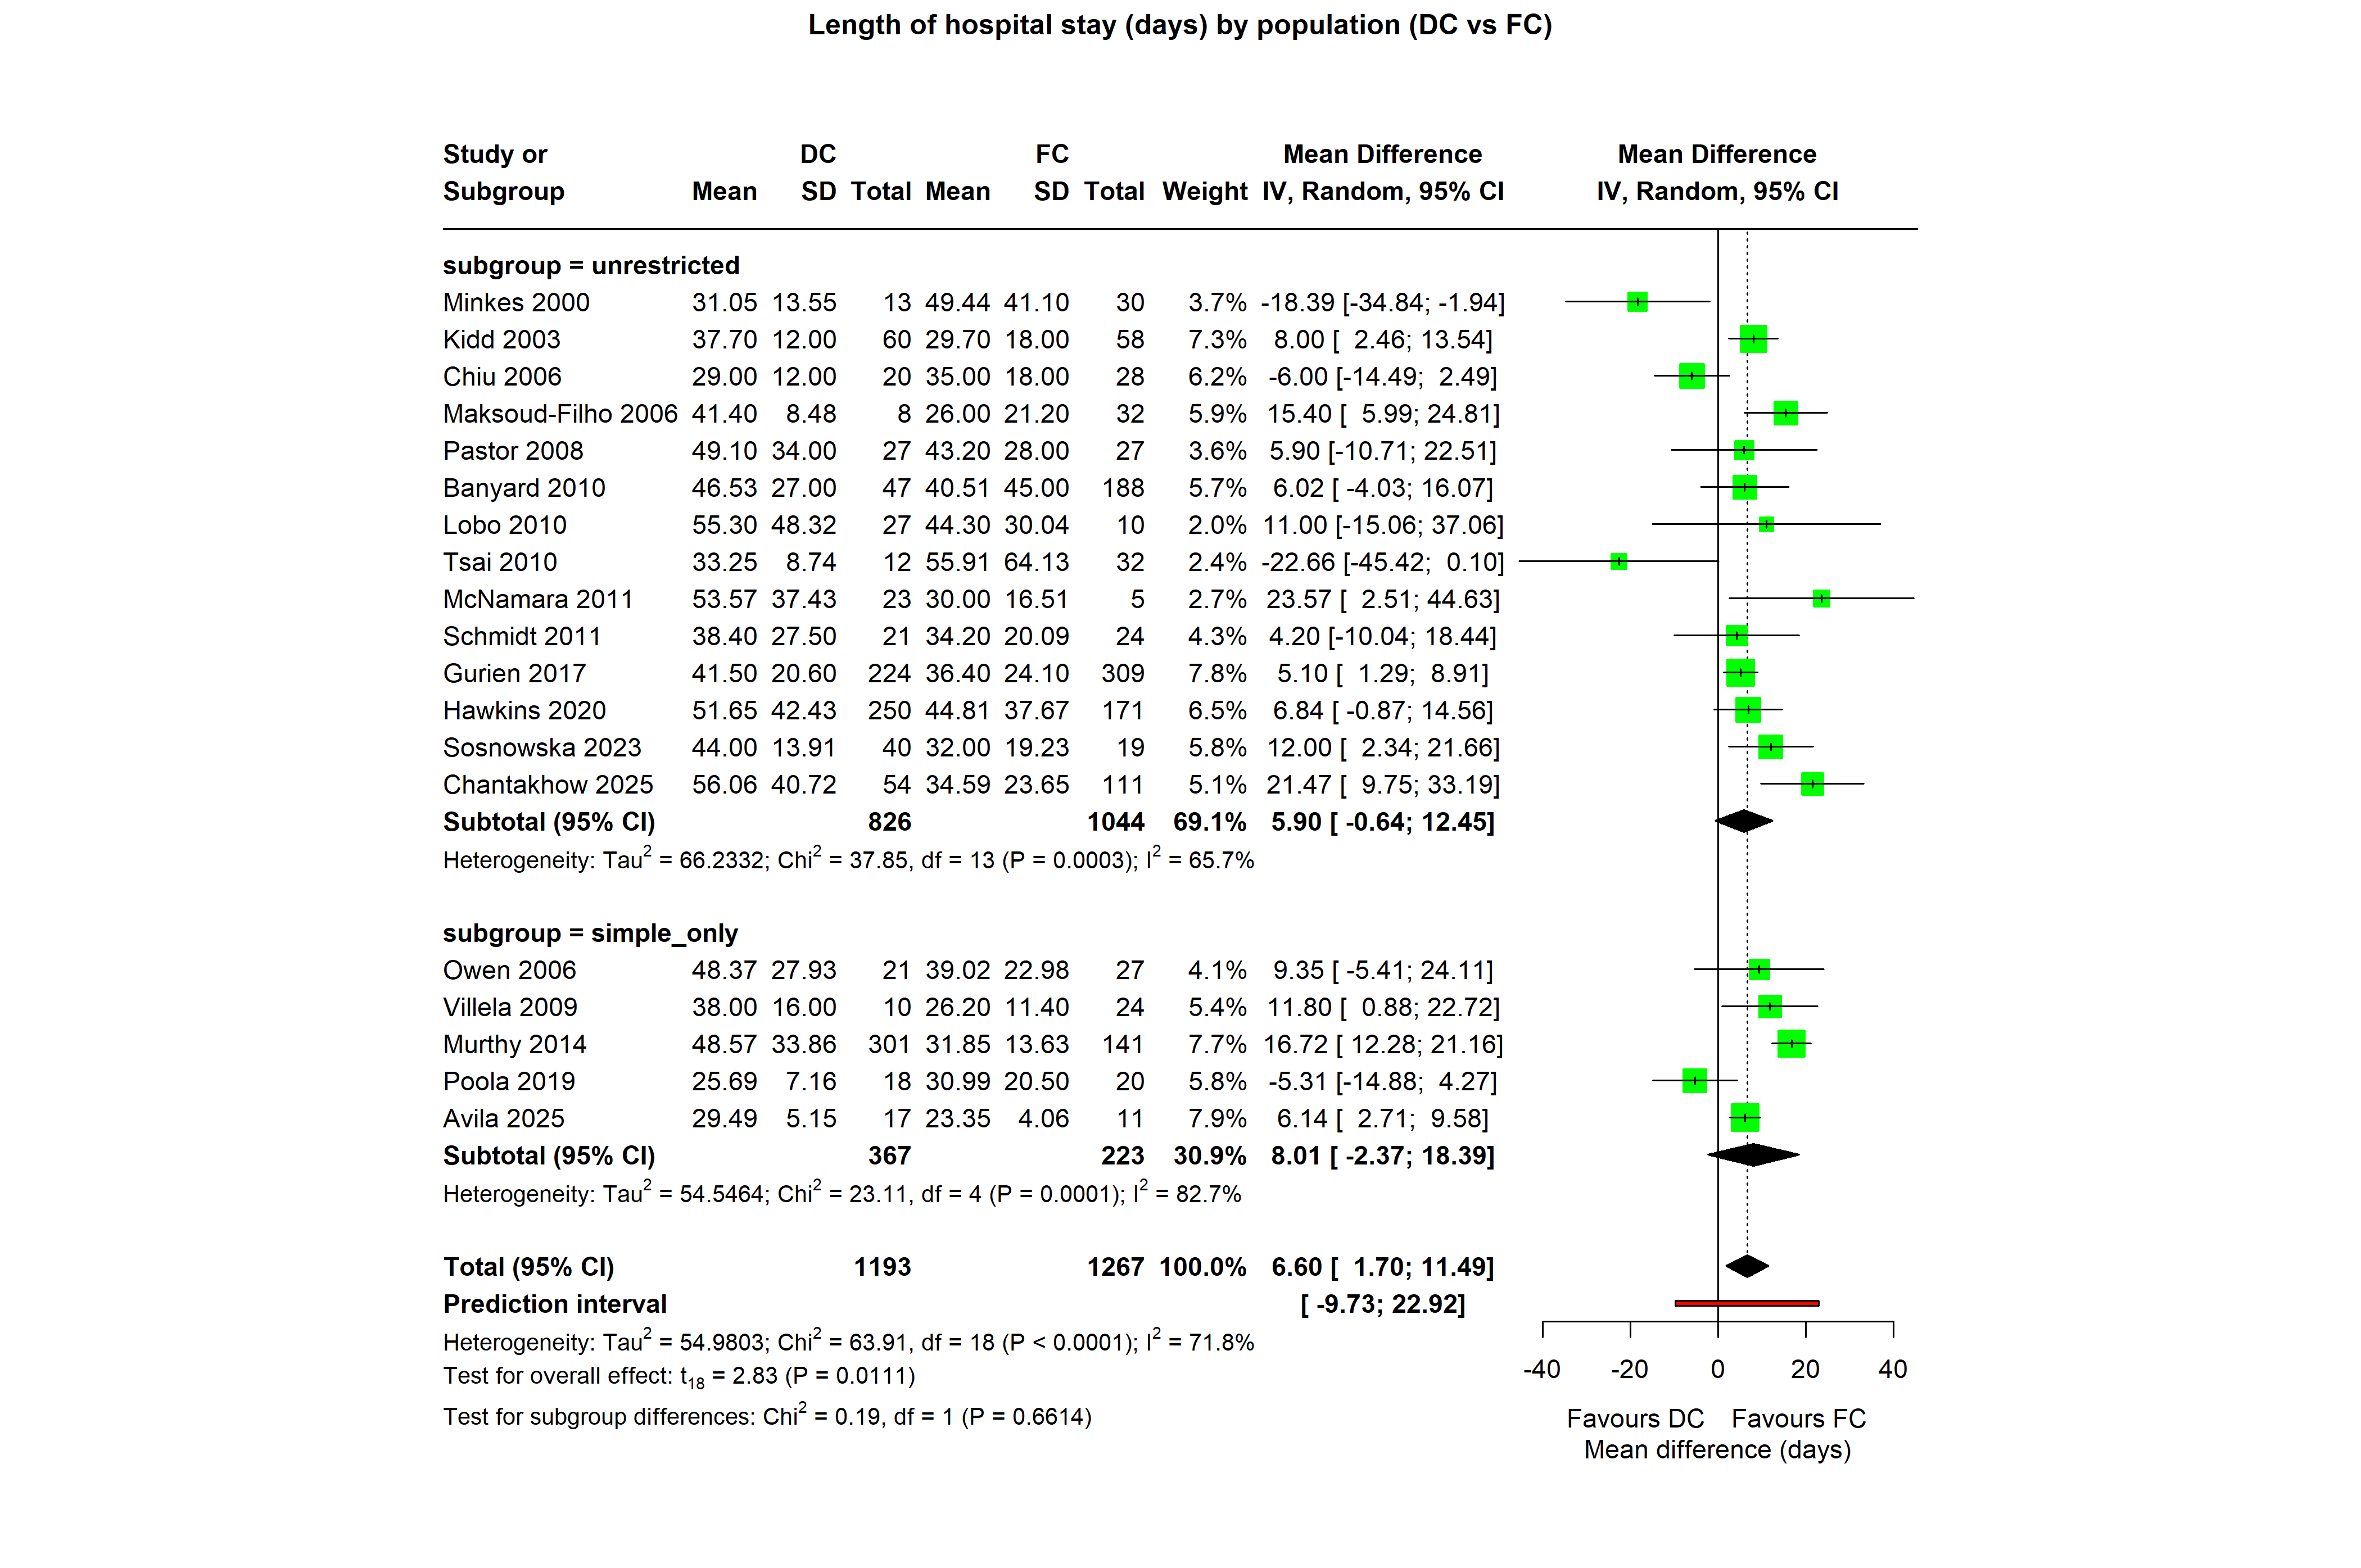 Length of hospital stay (days) by population (DC vs FC)
Study or DC FC Mean Difference Mean Difference
Subgroup Mean SD Total Mean SD Total Weight IV, Random, 95% CI IV, Random, 95% CI
subgroup = unrestricted
Minkes 2000 31.05 13.55 13 49.44 41.10 30 3.7% -18.39 [-34.84; -1.94]
Kidd 2003 37.70 12.00 60 29.70 18.00 58 7.3% 8.00 [ 2.46; 13.54]
Chiu 2006 29.00 12.00 20 35.00 18.00 28 6.2% -6.00 [-14.49; 2.49]
Maksoud-Filho 2006 41.40 8.48 8 26.00 21.20 32 5.9% 15.40 [ 5.99; 24.81]
Pastor 2008 49.10 34.00 27 43.20 28.00 27 3.6% 5.90 [-10.71; 22.51]
Banyard 2010 46.53 27.00 47 40.51 45.00 188 5.7% 6.02 [ -4.03; 16.07]
Lobo 2010 55.30 48.32 27 44.30 30.04 10 2.0% 11.00 [-15.06; 37.06]
Tsai 2010 33.25 8.74 12 55.91 64.13 32 2.4% -22.66 [-45.42; 0.10]
McNamara 2011 53.57 37.43 23 30.00 16.51 5 2.7% 23.57 [ 2.51; 44.63]
Schmidt 2011 38.40 27.50 21 34.20 20.09 24 4.3% 4.20 [-10.04; 18.44]
Gurien 2017 41.50 20.60 224 36.40 24.10 309 7.8% 5.10 [ 1.29; 8.91]
Hawkins 2020 51.65 42.43 250 44.81 37.67 171 6.5% 6.84 [ -0.87; 14.56]
Sosnowska 2023 44.00 13.91 40 32.00 19.23 19 5.8% 12.00 [ 2.34; 21.66]
Chantakhow 2025 56.06 40.72 54 34.59 23.65 111 5.1% 21.47 [ 9.75; 33.19]
Subtotal (95% CI) 826 1044 69.1% 5.90 [ -0.64; 12.45]
Heterogeneity: Tau² = 66.2332; Chi² = 37.85, df = 13 (P = 0.0003); I² = 65.7%
subgroup = simple_only
Owen 2006 48.37 27.93 21 39.02 22.98 27 4.1% 9.35 [ -5.41; 24.11]
Villela 2009 38.00 16.00 10 26.20 11.40 24 5.4% 11.80 [ 0.88; 22.72]
Murthy 2014 48.57 33.86 301 31.85 13.63 141 7.7% 16.72 [ 12.28; 21.16]
Poola 2019 25.69 7.16 18 30.99 20.50 20 5.8% -5.31 [-14.88; 4.27]
Avila 2025 29.49 5.15 17 23.35 4.06 11 7.9% 6.14 [ 2.71; 9.58]
Subtotal (95% CI) 367 223 30.9% 8.01 [ -2.37; 18.39]
Heterogeneity: Tau² = 54.5464; Chi² = 23.11, df = 4 (P = 0.0001); I² = 82.7%
Total (95% CI) 1193 1267 100.0% 6.60 [ 1.70; 11.49]
Prediction interval [ -9.73; 22.92]
Heterogeneity: Tau² = 54.9803; Chi² = 63.91, df = 18 (P < 0.0001); I² = 71.8%
Test for overall effect: t₁₈ = 2.83 (P = 0.0111)
Test for subgroup differences: Chi² = 0.19, df = 1 (P = 0.6614)
-40 -20 0 20 40
Favours DC Favours FC
Mean difference (days)